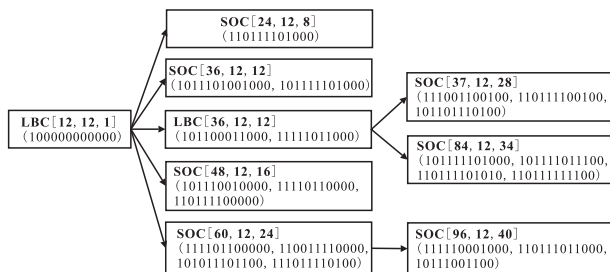 SOC[24, 12, 8]
(110111101000)
SOC[36, 12, 12]
(1011101001000, 101111101000)
LBC[12, 12, 1]
(100000000000)
LBC[36, 12, 12]
(101100011000, 11111011000)
SOC[48, 12, 16]
(101110010000, 11110110000,
110111100000)
SOC[60, 12, 24]
(111101100000, 110011110000,
101011101100, 111011110100)
SOC[37, 12, 28]
(111001100100, 110111100100,
101101110100)
SOC[84, 12, 34]
(101111101000, 101111011100,
110111101010, 110111111100)
SOC[96, 12, 40]
(111110001000, 110111011000,
10111001100)